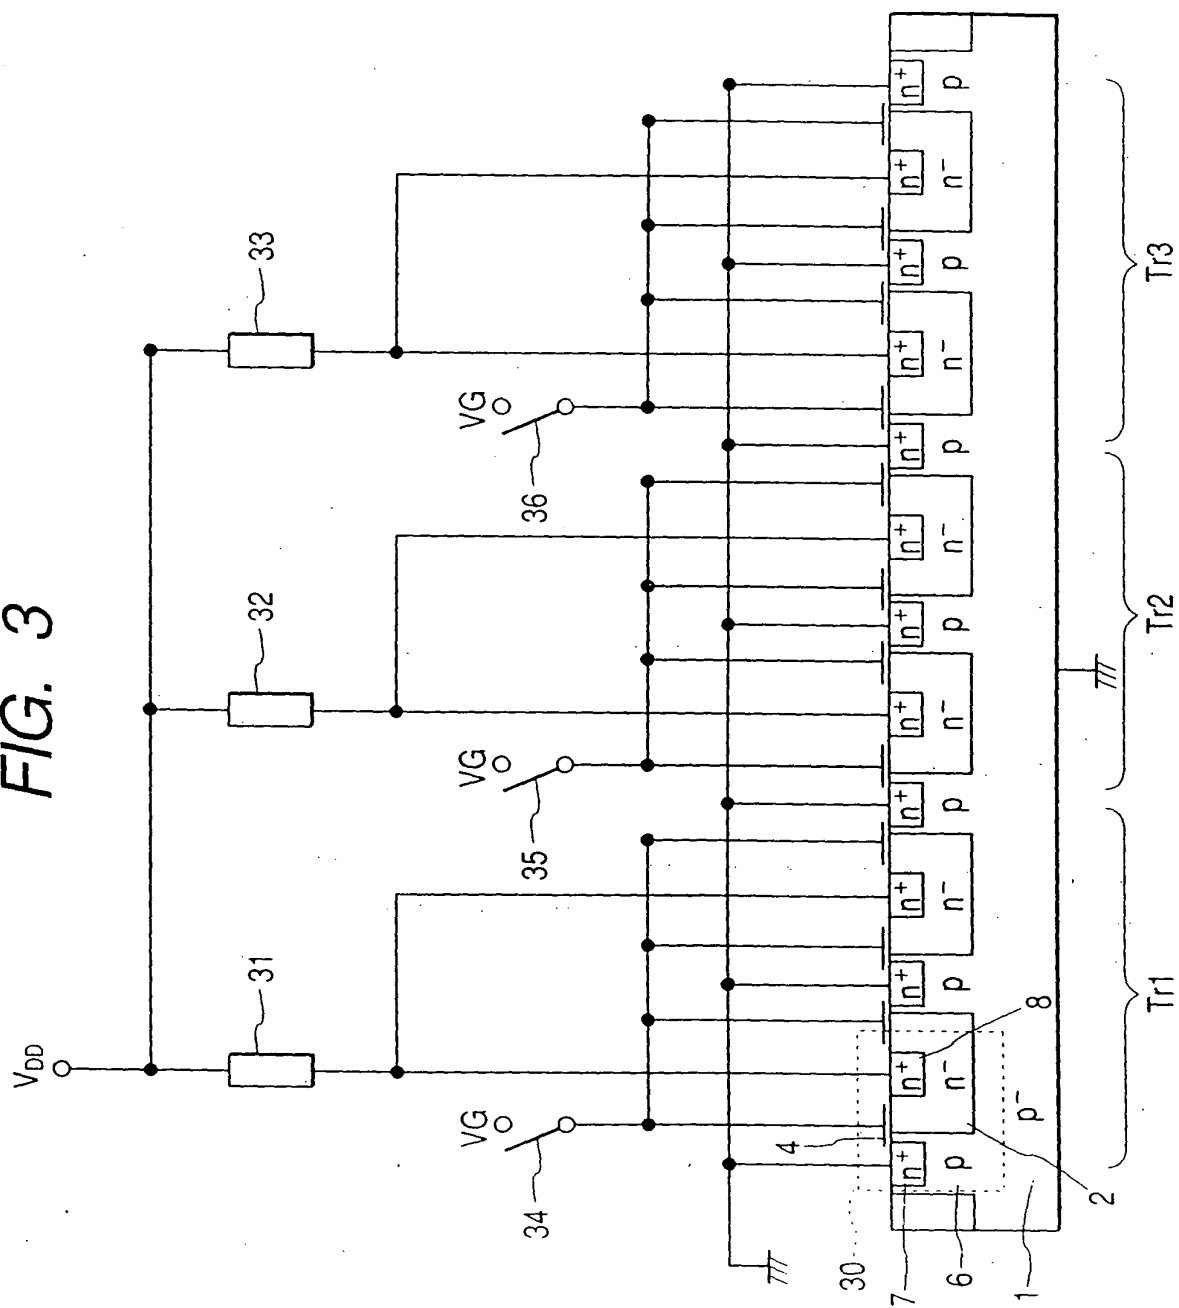 FIG. 3
VDD
31
32
33
VG
VG
VG
34
35
36
30
4
7
n+
n+
n+
n+
n+
n+
n+
n+
n+
n+
n+
n+
n+
6
p
n-
p
n-
p
n-
p
n-
p
n-
p
n-
p
8
1
p-
2
Tr1
Tr2
Tr3